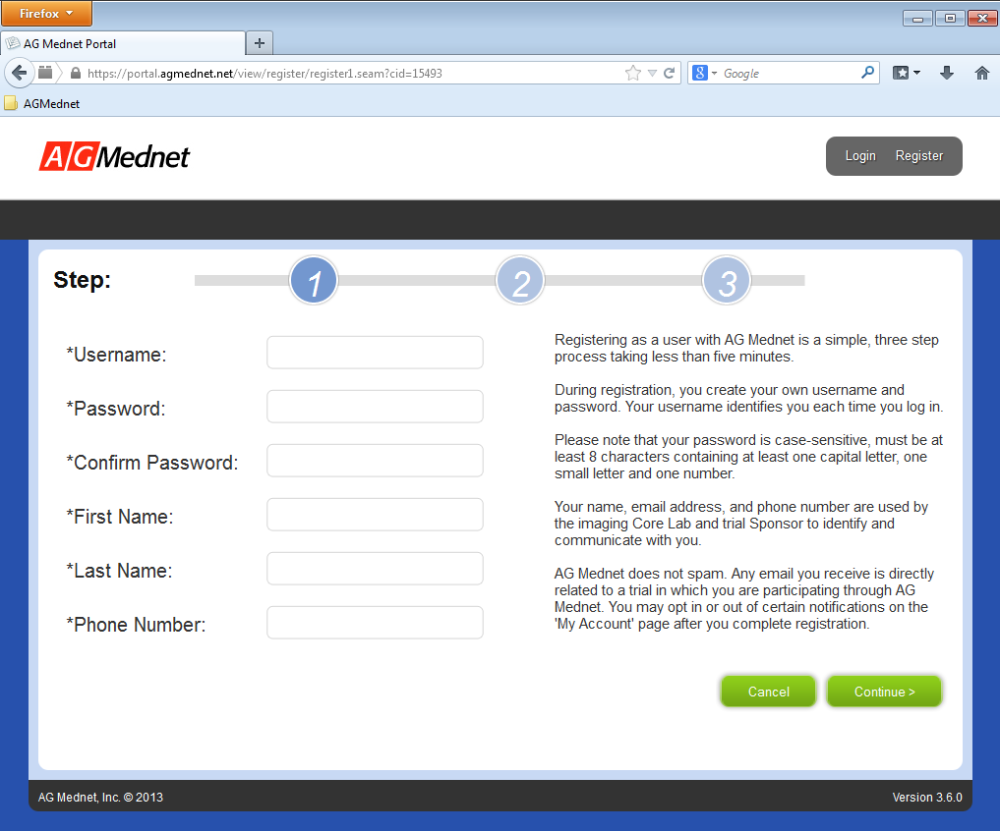 Firefox
AG Mednet Portal
https://portal.agmednet.net/view/register/register1.seam?cid=15493
8
Google
AGMednet
AG Mednet
Login Register
Step:
1
2
3
*Username:
*Password:
*Confirm Password:
*First Name:
*Last Name:
*Phone Number:
Registering as a user with AG Mednet is a simple, three step
process taking less than five minutes.
During registration, you create your own username and
password. Your username identifies you each time you log in.
Please note that your password is case-sensitive, must be at
least 8 characters containing at least one capital letter, one
small letter and one number.
Your name, email address, and phone number are used by
the imaging Core Lab and trial Sponsor to identify and
communicate with you.
AG Mednet does not spam. Any email you receive is directly
related to a trial in which you are participating through AG
Mednet. You may opt in or out of certain notifications on the
'My Account' page after you complete registration.
Cancel
Continue >
AG Mednet, Inc. © 2013
Version 3.6.0